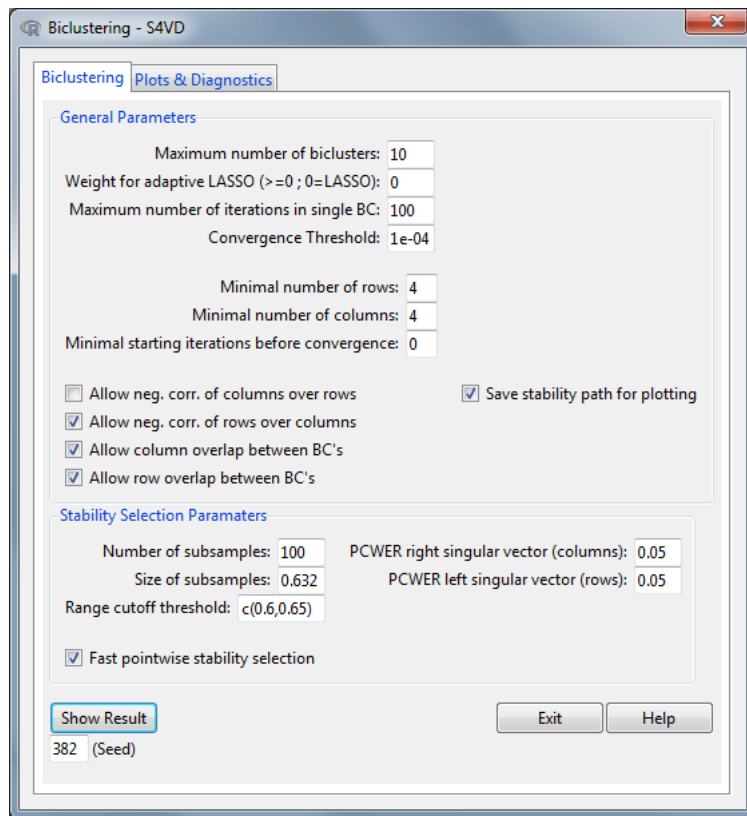 Biclustering - S4VD
Biclustering Plots & Diagnostics
General Parameters
Maximum number of biclusters: 10
Weight for adaptive LASSO (>=0 ; 0=LASSO): 0
Maximum number of iterations in single BC: 100
Convergence Threshold: 1e-04
Minimal number of rows: 4
Minimal number of columns: 4
Minimal starting iterations before convergence: 0
Allow neg. corr. of columns over rows Save stability path for plotting
Allow neg. corr. of rows over columns
Allow column overlap between BC's
Allow row overlap between BC's
Stability Selection Paramaters
Number of subsamples: 100 PCWER right singular vector (columns): 0.05
Size of subsamples: 0.632 PCWER left singular vector (rows): 0.05
Range cutoff threshold: c(0.6,0.65)
Fast pointwise stability selection
Show Result Exit Help
382 (Seed)